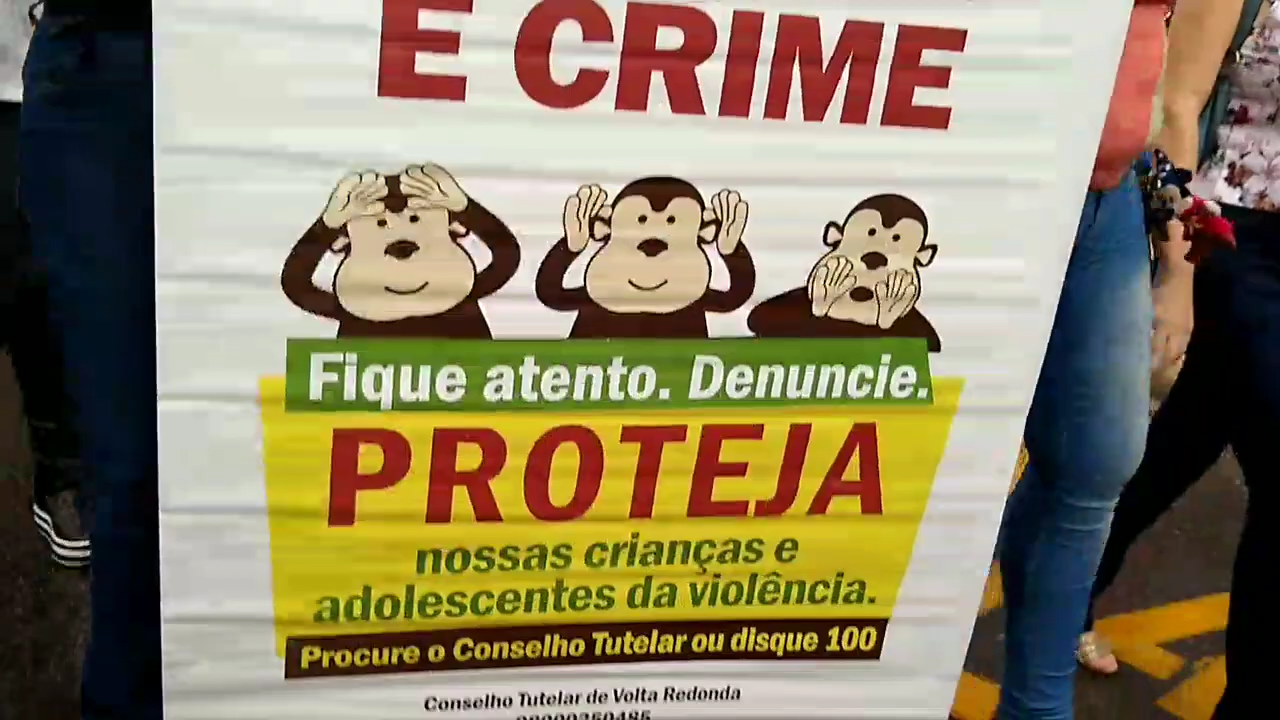 É CRIME
Fique atento. Denuncie.
PROTEJA
nossas crianças e
adolescentes da violência.
Procure o Conselho Tutelar ou disque 100
Conselho Tutelar de Volta Redonda